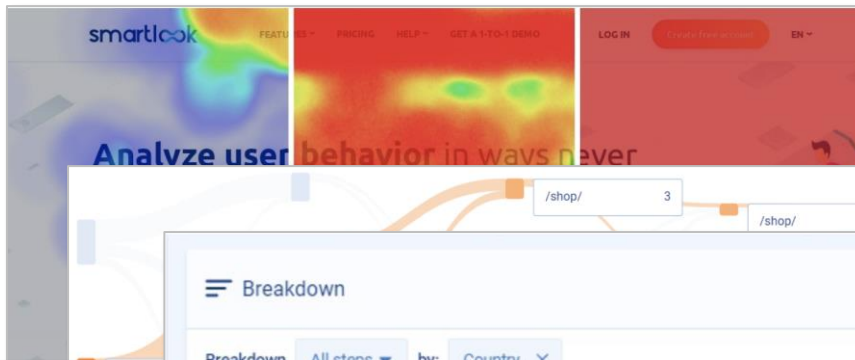 smartlook FEATURES PRICING HELP GET A 1-TO-1 DEMO LOG IN Create free account EN
Analyze user behavior in ways never
/shop/ 3
/shop/
Breakdown
Breakdown All steps by: Country